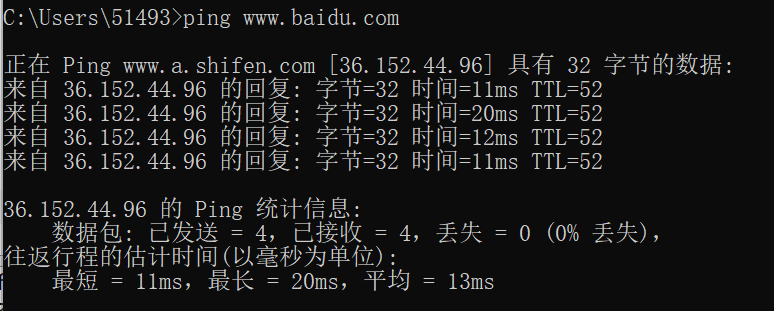 C:\Users\51493>ping www.baidu.com
正在 Ping www.a.shifen.com [36.152.44.96] 具有 32 字节的数据:
来自 36.152.44.96 的回复: 字节=32 时间=11ms TTL=52
来自 36.152.44.96 的回复: 字节=32 时间=20ms TTL=52
来自 36.152.44.96 的回复: 字节=32 时间=12ms TTL=52
来自 36.152.44.96 的回复: 字节=32 时间=11ms TTL=52
36.152.44.96 的 Ping 统计信息:
数据包: 已发送 = 4，已接收 = 4，丢失 = 0 (0% 丢失)，
往返行程的估计时间(以毫秒为单位):
最短 = 11ms，最长 = 20ms，平均 = 13ms